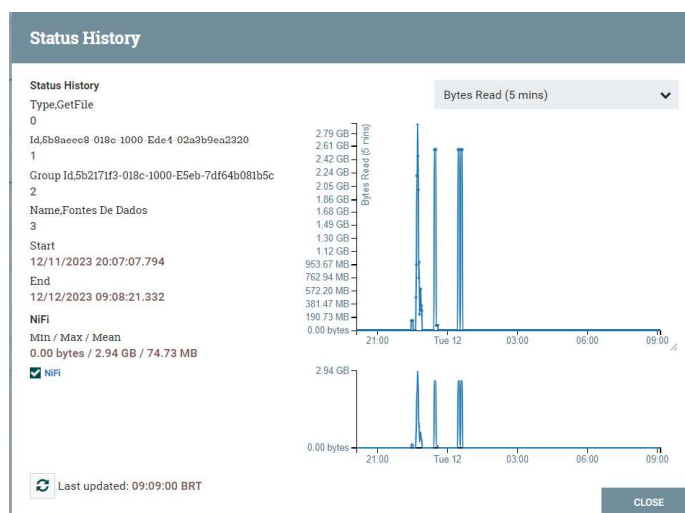 Status History
Status History
Type,GetFile
0
Id,5b8aeec8-018c-1000-Ede4-02a3b9ea2320
1
Group Id,5b2171f3-018c-1000-E5eb-7df64b081b5c
2
Name,Fontes De Dados
3
Start
12/11/2023 20:07:07.794
End
12/12/2023 09:08:21.332
NiFi
Min / Max / Mean
0.00 bytes / 2.94 GB / 74.73 MB
NiFi
Last updated: 09:09:00 BRT
Bytes Read (5 mins)
Bytes Read (5 mins)
2.79 GB
2.61 GB
2.42 GB
2.24 GB
2.05 GB
1.86 GB
1.68 GB
1.49 GB
1.30 GB
1.12 GB
953.67 MB
762.94 MB
572.20 MB
381.47 MB
190.73 MB
0.00 bytes
21:00 Tue 12 03:00 06:00 09:00
2.94 GB
0.00 bytes
21:00 Tue 12 03:00 06:00 09:00
CLOSE